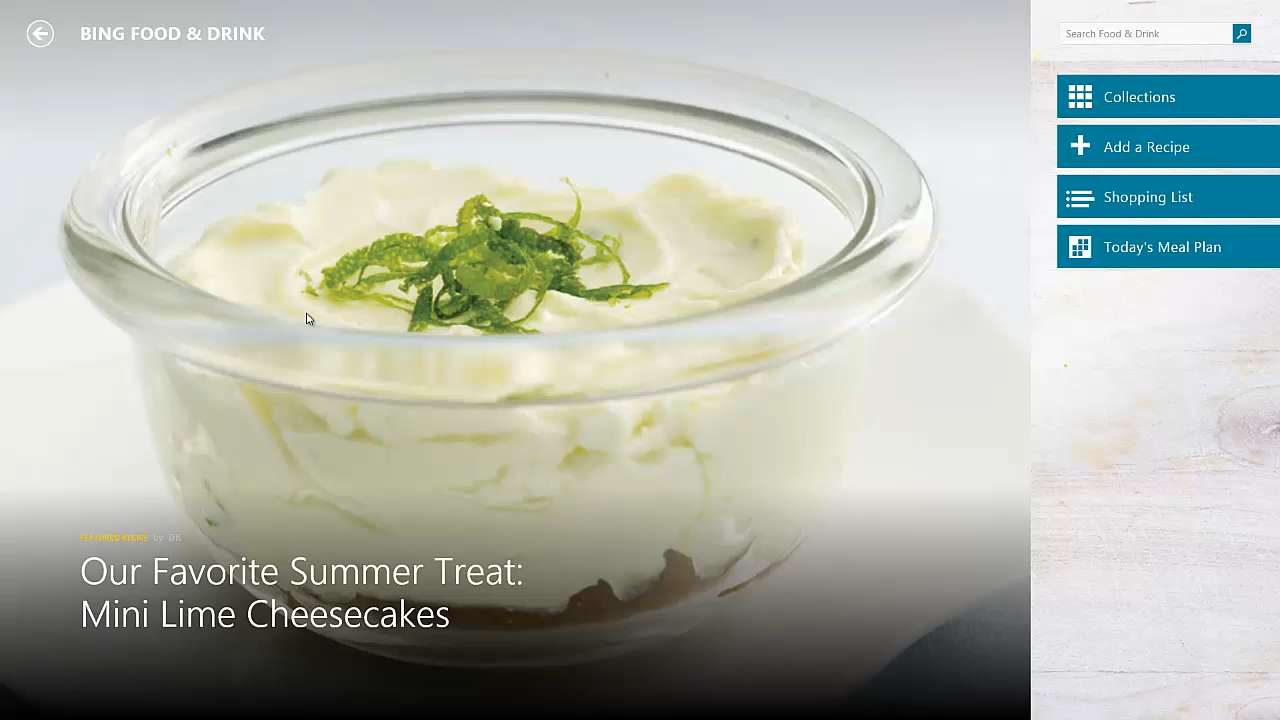 BING FOOD & DRINK
Search Food & Drink
Collections
Add a Recipe
Shopping List
Today's Meal Plan
FEATURED RECIPE by DK
Our Favorite Summer Treat:
Mini Lime Cheesecakes